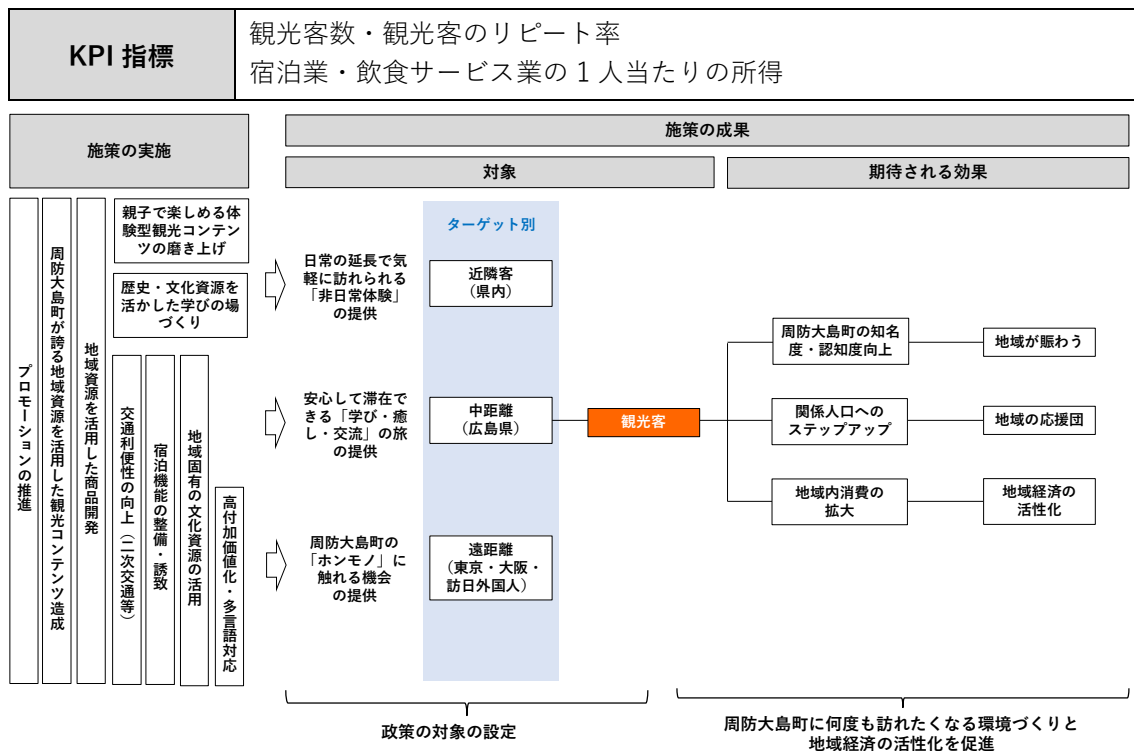 KPI 指標
観光客数・観光客のリピート率
宿泊業・飲食サービス業の１人当たりの所得
施策の実施
施策の成果
対象
期待される効果
プロモーションの推進
周防大島町が誇る地域資源を活用した観光コンテンツ造成
地域資源を活用した商品開発
親子で楽しめる体
験型観光コンテン
ツの磨き上げ
歴史・文化資源を
活かした学びの場
づくり
交通利便性の向上（二次交通等）
宿泊機能の整備・誘致
地域固有の文化資源の活用
高付加価値化・多言語対応
日常の延長で気
軽に訪れられる
「非日常体験」
の提供
安心して滞在で
きる「学び・癒
し・交流」の旅
の提供
周防大島町の
「ホンモノ」に
触れる機会
の提供
ターゲット別
近隣客
（県内）
中距離
（広島県）
遠距離
（東京・大阪・
訪日外国人）
観光客
周防大島町の知名
度・認知度向上
地域が賑わう
関係人口への
ステップアップ
地域の応援団
地域内消費の
拡大
地域経済の
活性化
政策の対象の設定
周防大島町に何度も訪れたくなる環境づくりと
地域経済の活性化を促進